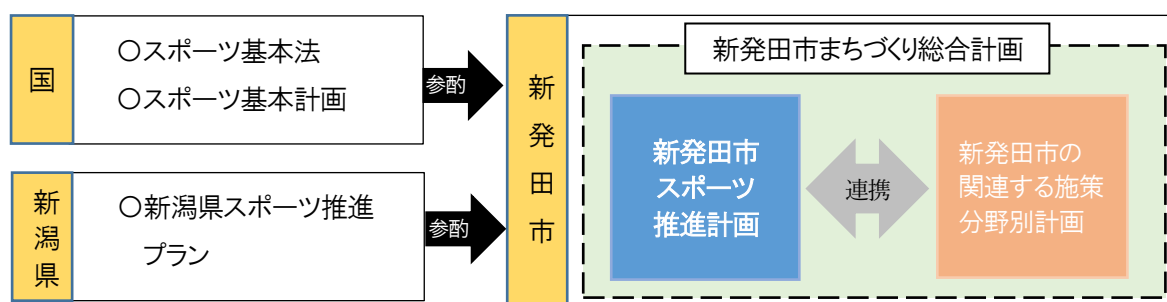 国
〇スポーツ基本法
〇スポーツ基本計画
参酌
新潟県
〇新潟県スポーツ推進
プラン
参酌
新発田市
新発田市まちづくり総合計画
新発田市
スポーツ
推進計画
連携
新発田市の
関連する施策
分野別計画